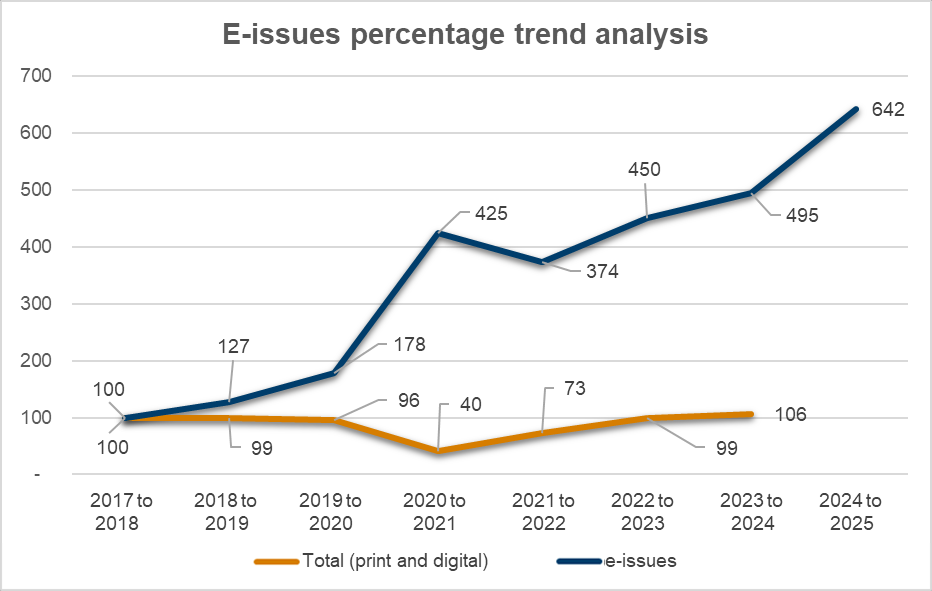 E-issues percentage trend analysis
700
600
500
400
300
200
100
-
642
450
495
425
374
127
178
100
100
99
96
40
73
99
106
2017 to
2018
2018 to
2019
2019 to
2020
2020 to
2021
2021 to
2022
2022 to
2023
2023 to
2024
2024 to
2025
Total (print and digital)
e-issues